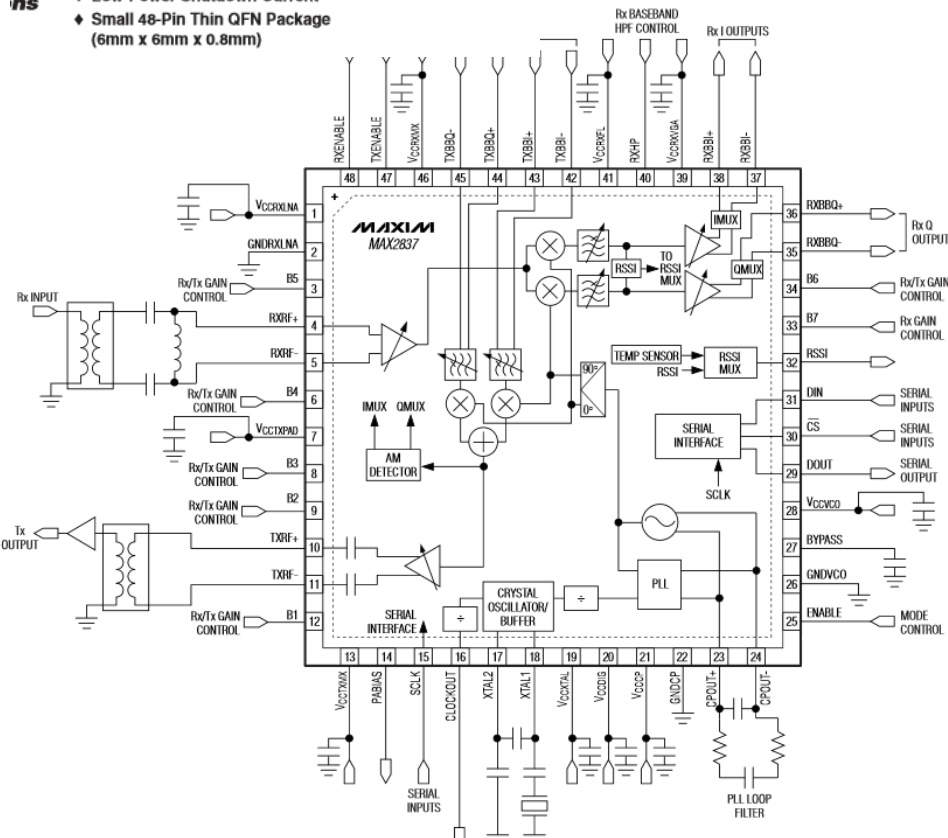 ns
Low-Power Shutdown Current
♦ Small 48-Pin Thin QFN Package
(6mm x 6mm x 0.8mm)
Rx BASEBAND
HPF CONTROL
Rx I OUTPUTS
RXENABLE
TXENABLE
VCCRXMX
TXBBQ-
TXBBQ+
TXBBI+
TXBBI-
VCCRXFL
RXHP
VCCRXVGA
RXBBI+
RXBBI-
48
47
46
45
44
43
42
41
40
39
38
37
+
MAXIM
MAX2837
VCCRXLNA
1
GNDRXLNA
2
Rx/Tx GAIN
CONTROL
B5
3
Rx INPUT
RXRF+
4
RXRF-
5
Rx/Tx GAIN
CONTROL
B4
6
VCCTXPAD
7
Rx/Tx GAIN
CONTROL
B3
8
Rx/Tx GAIN
CONTROL
B2
9
Tx
OUTPUT
TXRF+
10
TXRF-
11
Rx/Tx GAIN
CONTROL
B1
12
IMUX
QMUX
RSSI
TO
RSSI
MUX
TEMP SENSOR
RSSI
RSSI
MUX
90°
0°
IMUX
QMUX
AM
DETECTOR
SERIAL
INTERFACE
SCLK
PLL
CRYSTAL
OSCILLATOR/
BUFFER
÷
÷
SERIAL
INTERFACE
36
RXBBQ+
Rx Q
OUTPUT
35
RXBBQ-
34
B6
Rx/Tx GAIN
CONTROL
33
B7
Rx GAIN
CONTROL
32
RSSI
31
DIN
SERIAL
INPUTS
30
CS
SERIAL
INPUTS
29
DOUT
SERIAL
OUTPUT
28
VCCVCO
27
BYPASS
26
GNDVCO
25
ENABLE
MODE
CONTROL
13
14
15
16
17
18
19
20
21
22
23
24
VCCTXMX
PABIAS
SCLK
CLOCKOUT
XTAL2
XTAL1
VCCXTAL
VCCDIG
VCCCP
GNDCP
CPOUT+
CPOUT-
SERIAL
INPUTS
PLL LOOP
FILTER